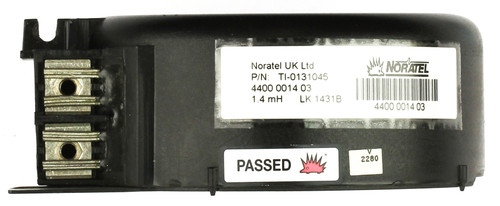 Noratel UK Ltd
P/N: TI-0131045
4400 0014 03
1.4 mH LK 1431B
NORATEL
4400 0014 03
PASSED
V
2280